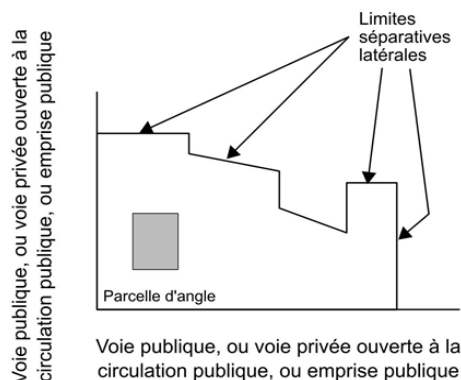 Limites
séparatives
latérales
Voie publique, ou voie privée ouverte à la
circulation publique, ou emprise publique
Parcelle d'angle
Voie publique, ou voie privée ouverte à la
circulation publique, ou emprise publique